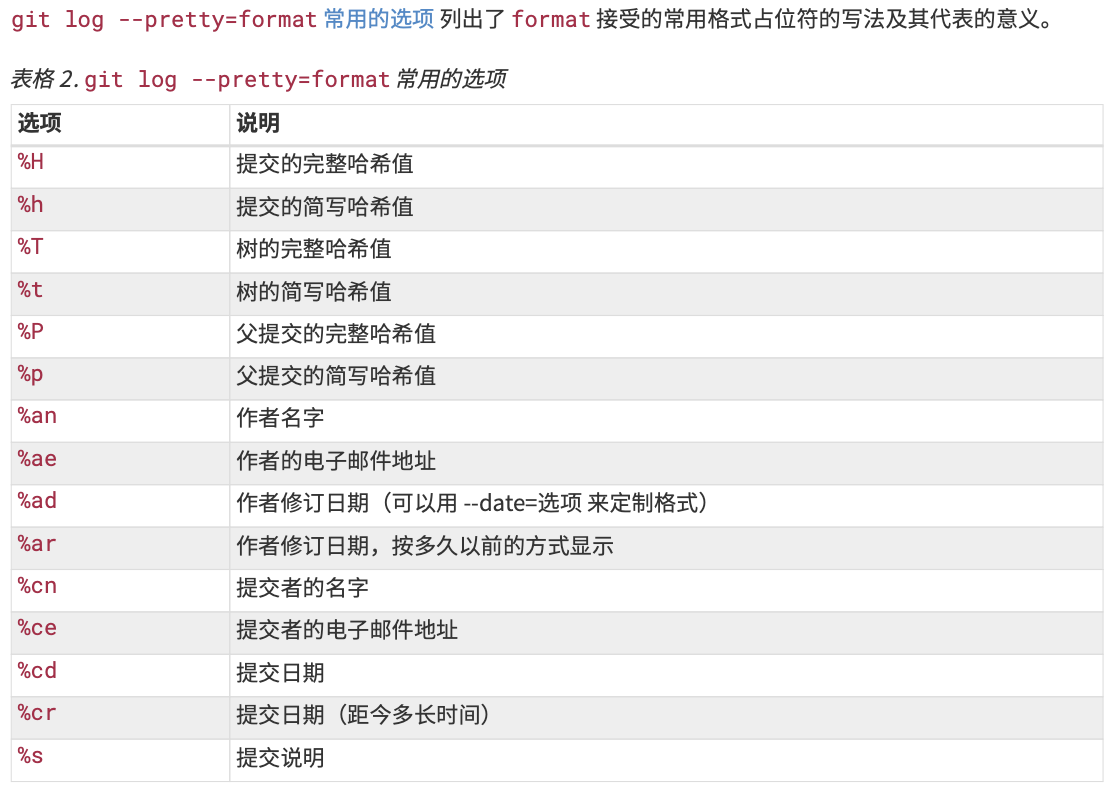 git log --pretty=format 常用的选项 列出了 format 接受的常用格式占位符的写法及其代表的意义。
表格 2. git log --pretty=format 常用的选项
选项 说明
%H 提交的完整哈希值
%h 提交的简写哈希值
%T 树的完整哈希值
%t 树的简写哈希值
%P 父提交的完整哈希值
%p 父提交的简写哈希值
%an 作者名字
%ae 作者的电子邮件地址
%ad 作者修订日期（可以用 --date=选项 来定制格式）
%ar 作者修订日期，按多久以前的方式显示
%cn 提交者的名字
%ce 提交者的电子邮件地址
%cd 提交日期
%cr 提交日期（距今多长时间）
%s 提交说明